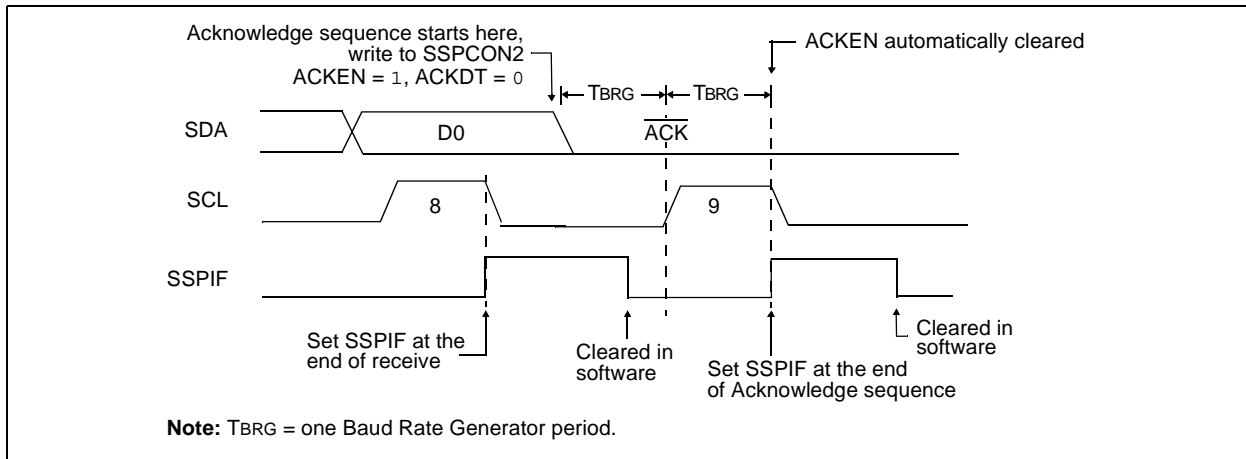 Acknowledge sequence starts here,
write to SSPCON2
ACKEN = 1, ACKDT = 0
ACKEN automatically cleared
TBRG
TBRG
SDA
D0
ACK
SCL
8
9
SSPIF
Set SSPIF at the
end of receive
Cleared in
software
Set SSPIF at the end
of Acknowledge sequence
Cleared in
software
Note: TBRG = one Baud Rate Generator period.